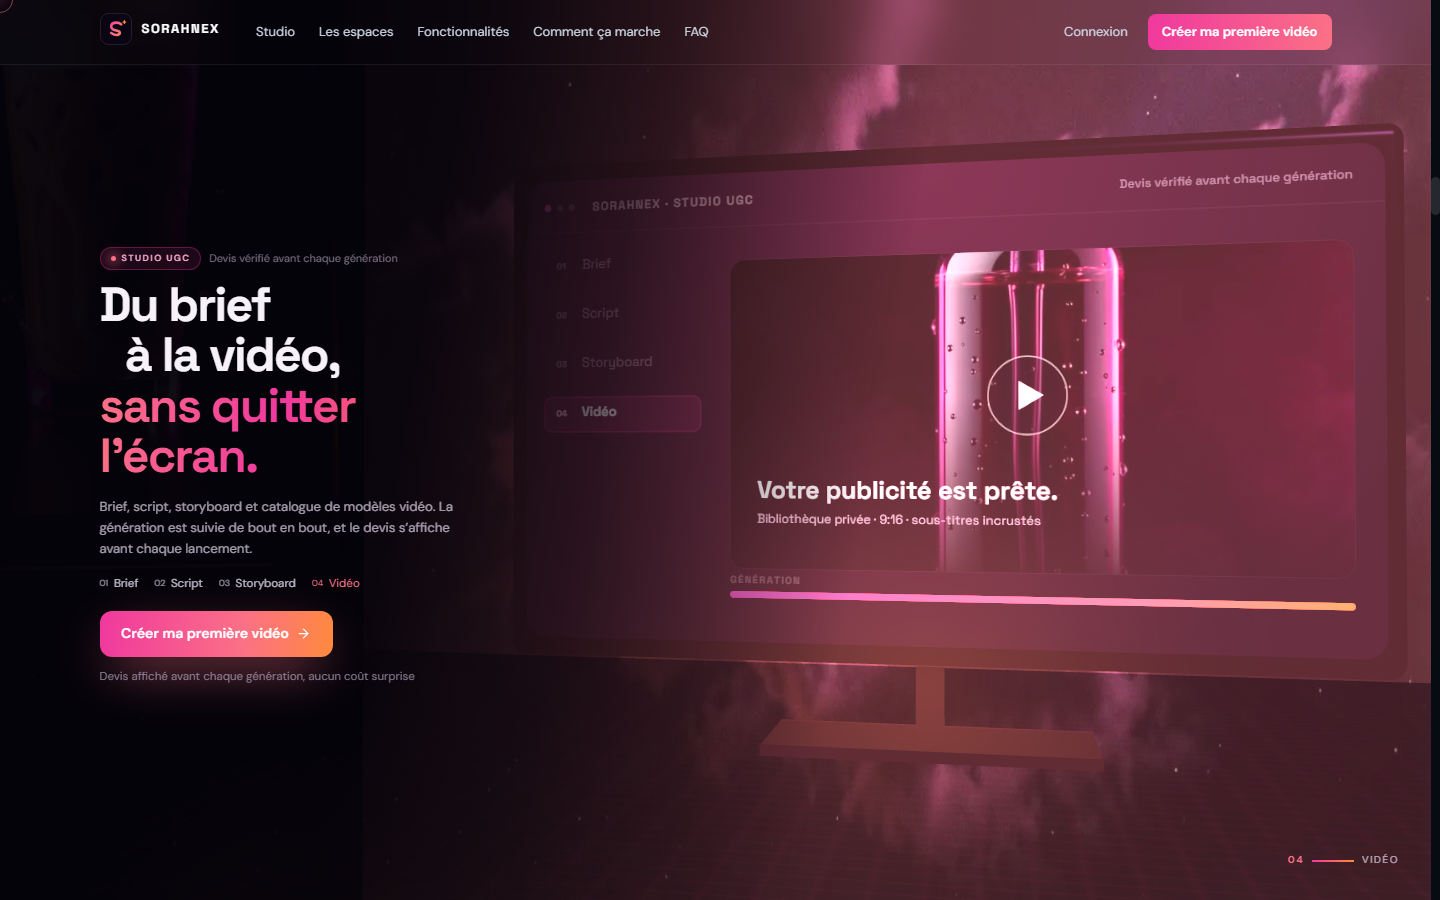 SORAHNEX
Studio
Les espaces
Fonctionnalités
Comment ça marche
FAQ
Connexion
Créer ma première vidéo
STUDIO UGC
Devis vérifié avant chaque génération
Du brief
à la vidéo,
sans quitter
l'écran.
Brief, script, storyboard et catalogue de modèles vidéo. La
génération est suivie de bout en bout, et le devis s'affiche
avant chaque lancement.
01 Brief 02 Script 03 Storyboard 04 Vidéo
Créer ma première vidéo →
Devis affiché avant chaque génération, aucun coût surprise
SORAHNEX · STUDIO UGC
Devis vérifié avant chaque génération
01 Brief
02 Script
03 Storyboard
04 Vidéo
Votre publicité est prête.
Bibliothèque privée · 9:16 · sous-titres incrustés
GÉNÉRATION
04 VIDÉO